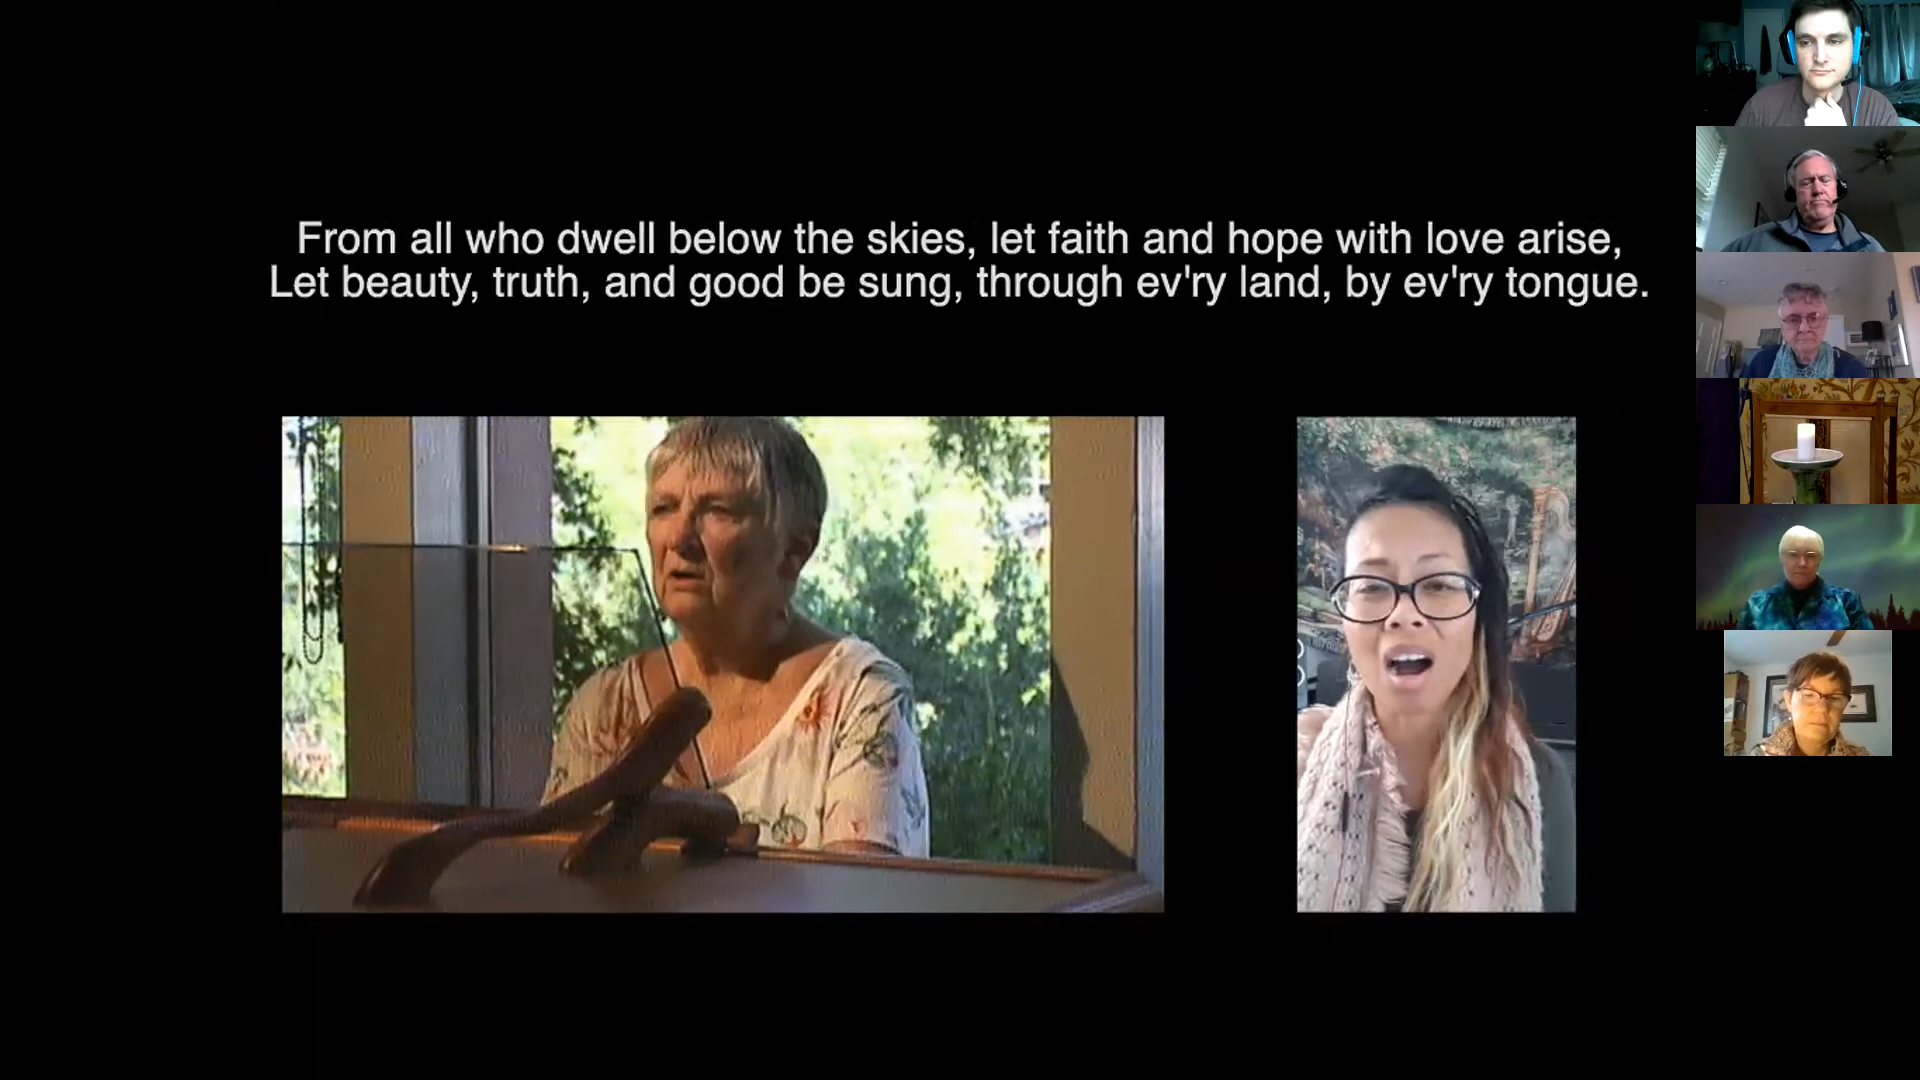 From all who dwell below the skies, let faith and hope with love arise,
Let beauty, truth, and good be sung, through ev'ry land, by ev'ry tongue.